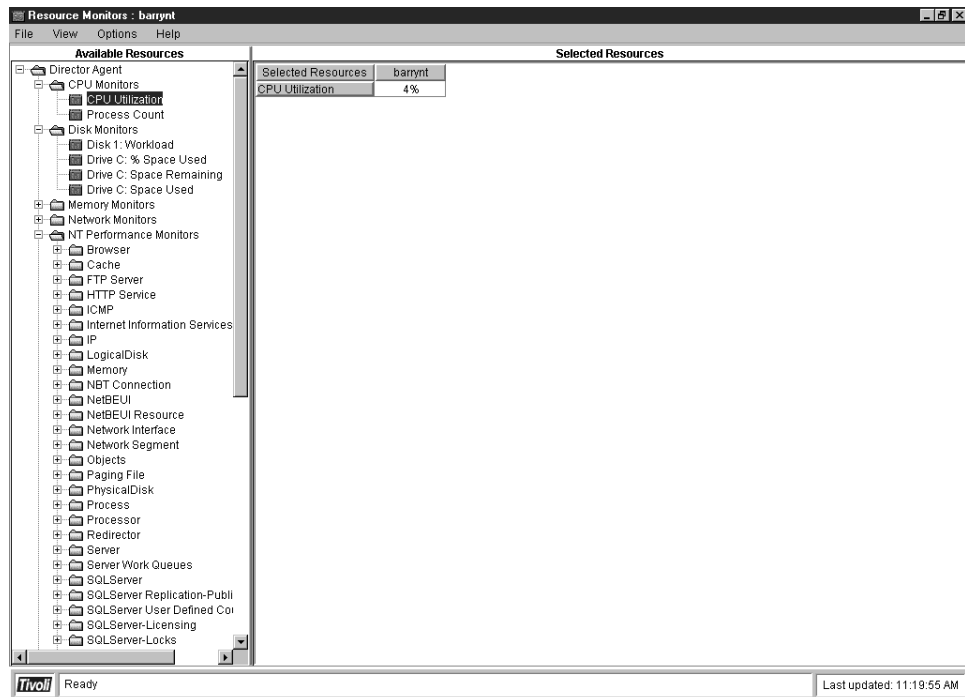 Resource Monitors : barrynt
File View Options Help
Available Resources
Selected Resources
Director Agent
CPU Monitors
CPU Utilization
Process Count
Disk Monitors
Disk 1: Workload
Drive C: % Space Used
Drive C: Space Remaining
Drive C: Space Used
Memory Monitors
Network Monitors
NT Performance Monitors
Browser
Cache
FTP Server
HTTP Service
ICMP
Internet Information Services
IP
LogicalDisk
Memory
NBT Connection
NetBEUI
NetBEUI Resource
Network Interface
Network Segment
Objects
Paging File
PhysicalDisk
Process
Processor
Redirector
Server
Server Work Queues
SQLServer
SQLServer Replication-Publi
SQLServer User Defined Cou
SQLServer-Licensing
SQLServer-Locks
Selected Resources barrynt
CPU Utilization 4%
Tivoli Ready Last updated: 11:19:55 AM